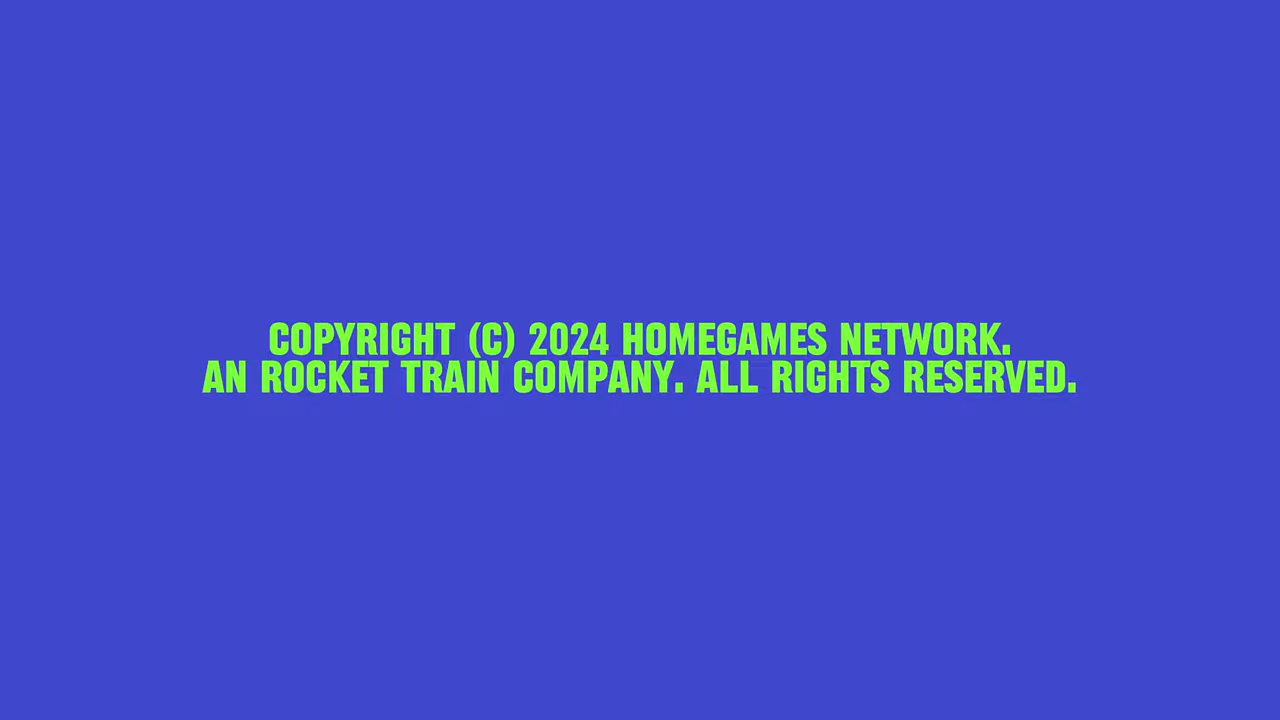 COPYRIGHT (C) 2024 HOMEGAMES NETWORK.
AN ROCKET TRAIN COMPANY. ALL RIGHTS RESERVED.